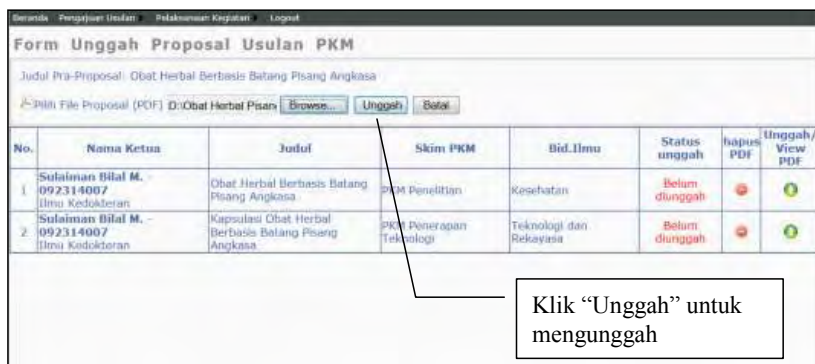 Beranda Pengajuan Usulan Pelaksanaan Kegiatan Logout
Form Unggah Proposal Usulan PKM
Judul Pra-Proposal: Obat Herbal Berbasis Batang Pisang Angkasa
Pilih File Proposal (PDF) D:\Obat Herbal Pisan Browse... Unggah Batal
No. Nama Ketua Judul Skim PKM Bid.Ilmu Status unggah hapus PDF Unggah/ View PDF
1 Sulaiman Bilal M. - 092314007 Ilmu Kedokteran Obat Herbal Berbasis Batang Pisang Angkasa PKM Penelitian Kesehatan Belum diunggah
2 Sulaiman Bilal M. - 092314007 Ilmu Kedokteran Kapsulasi Obat Herbal Berbasis Batang Pisang Angkasa PKM Penerapan Teknologi Teknologi dan Rekayasa Belum diunggah
Klik “Unggah” untuk
mengunggah